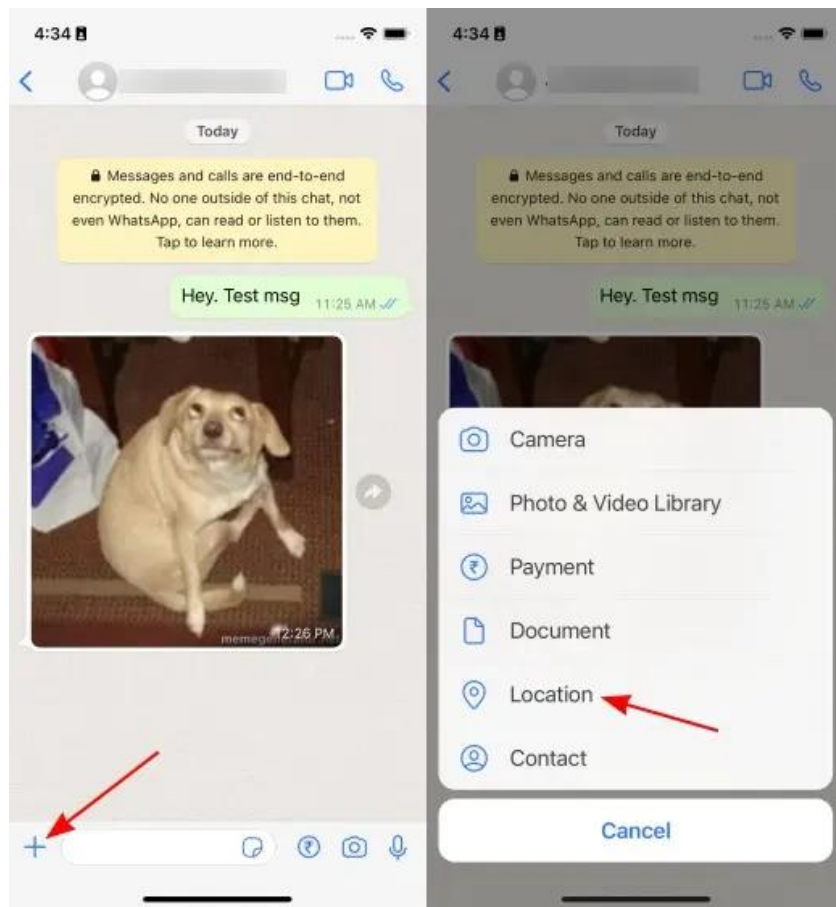 4:34
Today
Messages and calls are end-to-end
encrypted. No one outside of this chat, not
even WhatsApp, can read or listen to them.
Tap to learn more.
Hey. Test msg 11:25 AM
12:26 PM
4:34
Today
Messages and calls are end-to-end
encrypted. No one outside of this chat, not
even WhatsApp, can read or listen to them.
Tap to learn more.
Hey. Test msg 11:25 AM
Camera
Photo & Video Library
₹ Payment
Document
Location
Contact
Cancel
₹